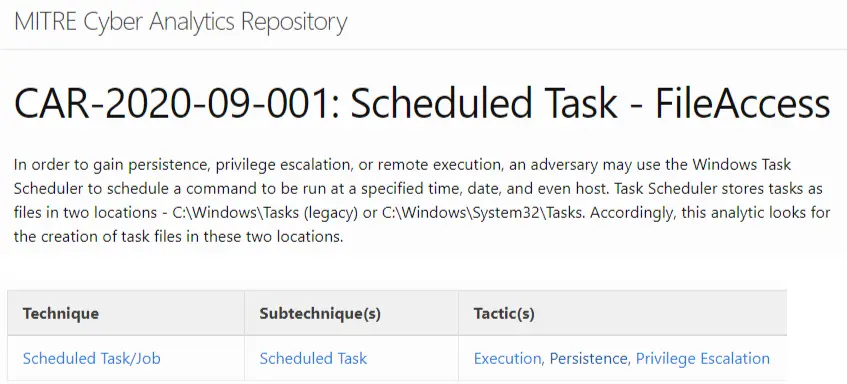 MITRE Cyber Analytics Repository
CAR-2020-09-001: Scheduled Task - FileAccess
In order to gain persistence, privilege escalation, or remote execution, an adversary may use the Windows Task
Scheduler to schedule a command to be run at a specified time, date, and even host. Task Scheduler stores tasks as
files in two locations - C:\Windows\Tasks (legacy) or C:\Windows\System32\Tasks. Accordingly, this analytic looks for
the creation of task files in these two locations.
Technique Subtechnique(s) Tactic(s)
Scheduled Task/Job Scheduled Task Execution, Persistence, Privilege Escalation